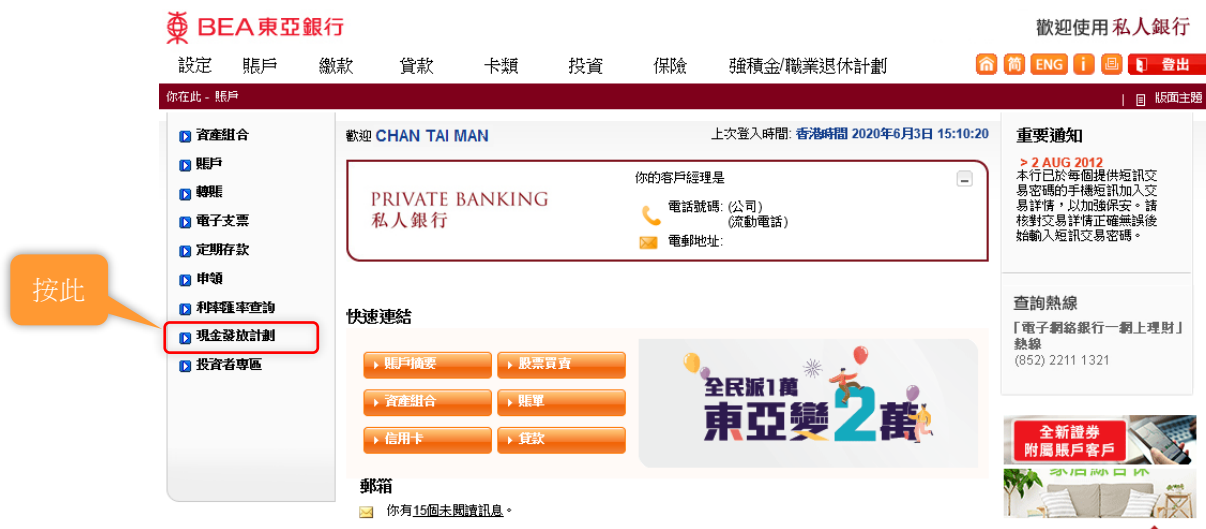 BEA東亞銀行
歡迎使用 私人銀行
設定 賬戶 繳款 貸款 卡類 投資 保險 強積金/職業退休計劃
简 ENG i 登出
你在此 - 賬戶
| 版面主題
資產組合
賬戶
轉賬
電子支票
定期存款
申領
利率匯率查詢
現金發放計劃
投資者專區
按此
歡迎 CHAN TAI MAN
上次登入時間: 香港時間 2020年6月3日 15:10:20
PRIVATE BANKING
私人銀行
你的客戶經理是
電話號碼: (公司)
(流動電話)
電郵地址:
快速連結
賬戶摘要
股票買賣
資產組合
賬單
信用卡
貸款
全民派1萬
東亞變2萬
郵箱
你有15個未閱讀訊息。
重要通知
> 2 AUG 2012
本行已於每個提供短訊交
易密碼的手機短訊加入交
易詳情，以加強保安。請
核對交易詳情正確無誤後
始輸入短訊交易密碼。
查詢熱線
「電子網絡銀行—網上理財」
熱線
(852) 2211 1321
全新證券
附屬賬戶客戶